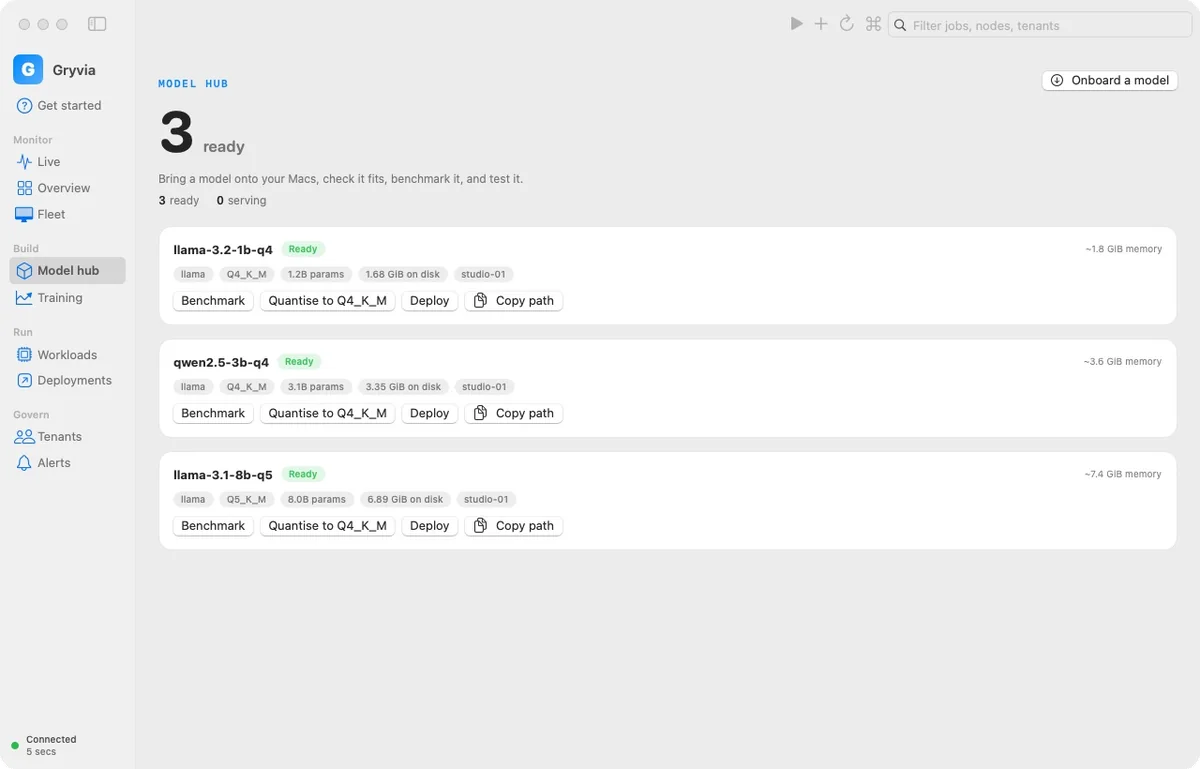 Filter jobs, nodes, tenants
G Gryvia
Get started
Monitor
Live
Overview
Fleet
Build
Model hub
Training
Run
Workloads
Deployments
Govern
Tenants
Alerts
Connected
5 secs
MODEL HUB
Onboard a model
3 ready
Bring a model onto your Macs, check it fits, benchmark it, and test it.
3 ready 0 serving
llama-3.2-1b-q4 Ready ~1.8 GiB memory
llama Q4_K_M 1.2B params 1.68 GiB on disk studio-01
Benchmark Quantise to Q4_K_M Deploy Copy path
qwen2.5-3b-q4 Ready ~3.6 GiB memory
llama Q4_K_M 3.1B params 3.35 GiB on disk studio-01
Benchmark Quantise to Q4_K_M Deploy Copy path
llama-3.1-8b-q5 Ready ~7.4 GiB memory
llama Q5_K_M 8.0B params 6.89 GiB on disk studio-01
Benchmark Quantise to Q4_K_M Deploy Copy path